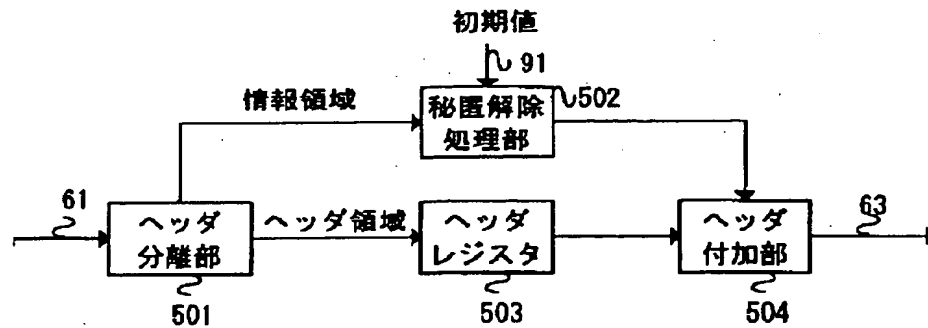 初期値
91
情報領域
秘匿解除
処理部
502
61
ヘッダ
分離部
501
ヘッダ領域
ヘッダ
レジスタ
503
ヘッダ
付加部
504
63